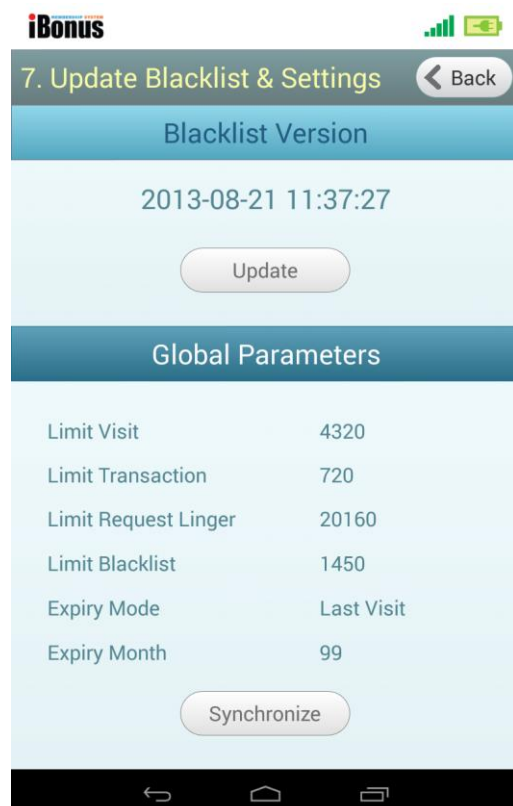 iBonus
7. Update Blacklist & Settings
Back
Blacklist Version
2013-08-21 11:37:27
Update
Global Parameters
Limit Visit 4320
Limit Transaction 720
Limit Request Linger 20160
Limit Blacklist 1450
Expiry Mode Last Visit
Expiry Month 99
Synchronize